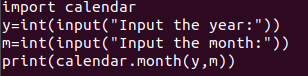 import calendar
y=int(input("Input the year:"))
m=int(input("Input the month:"))
print(calendar.month(y,m))